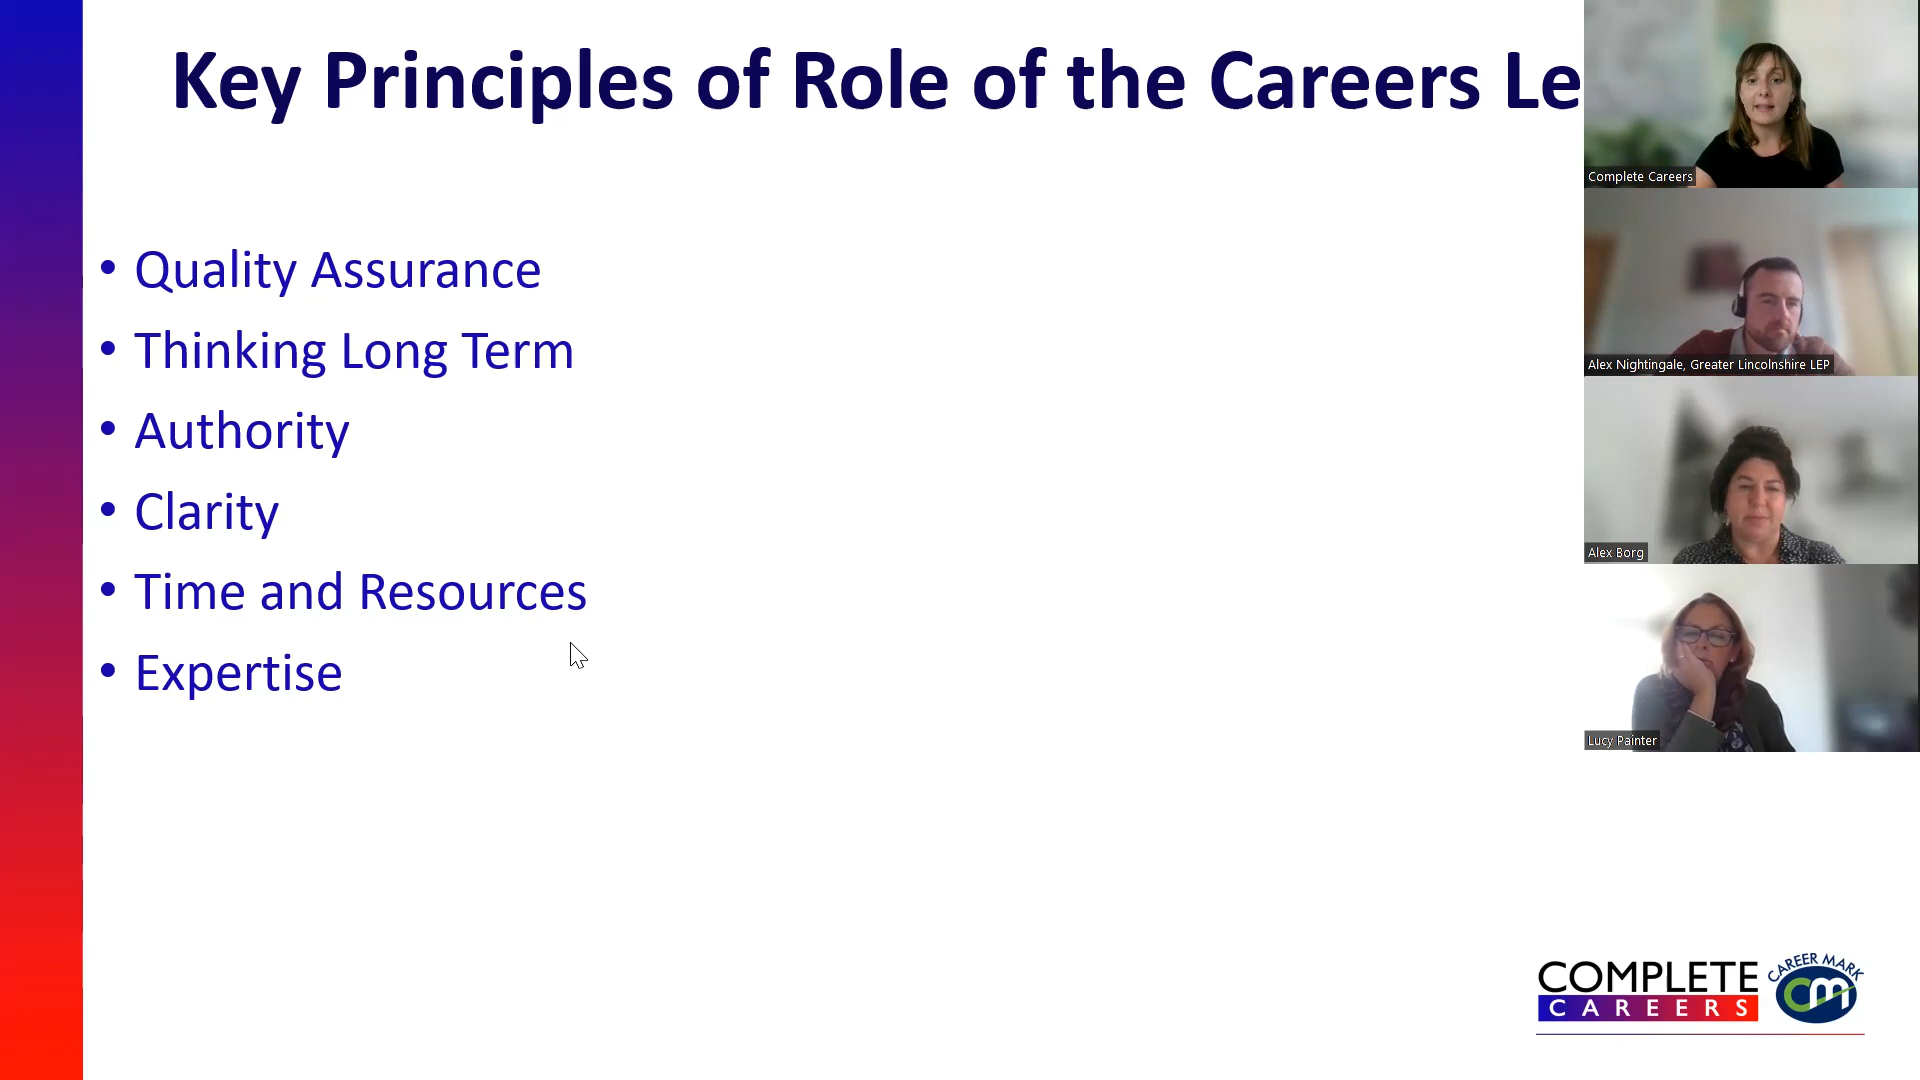 Key Principles of Role of the Careers Le
• Quality Assurance
• Thinking Long Term
• Authority
• Clarity
• Time and Resources
• Expertise
Complete Careers
Alex Nightingale, Greater Lincolnshire LEP
Alex Borg
Lucy Painter
COMPLETE
CAREERS
CAREER MARK
cm